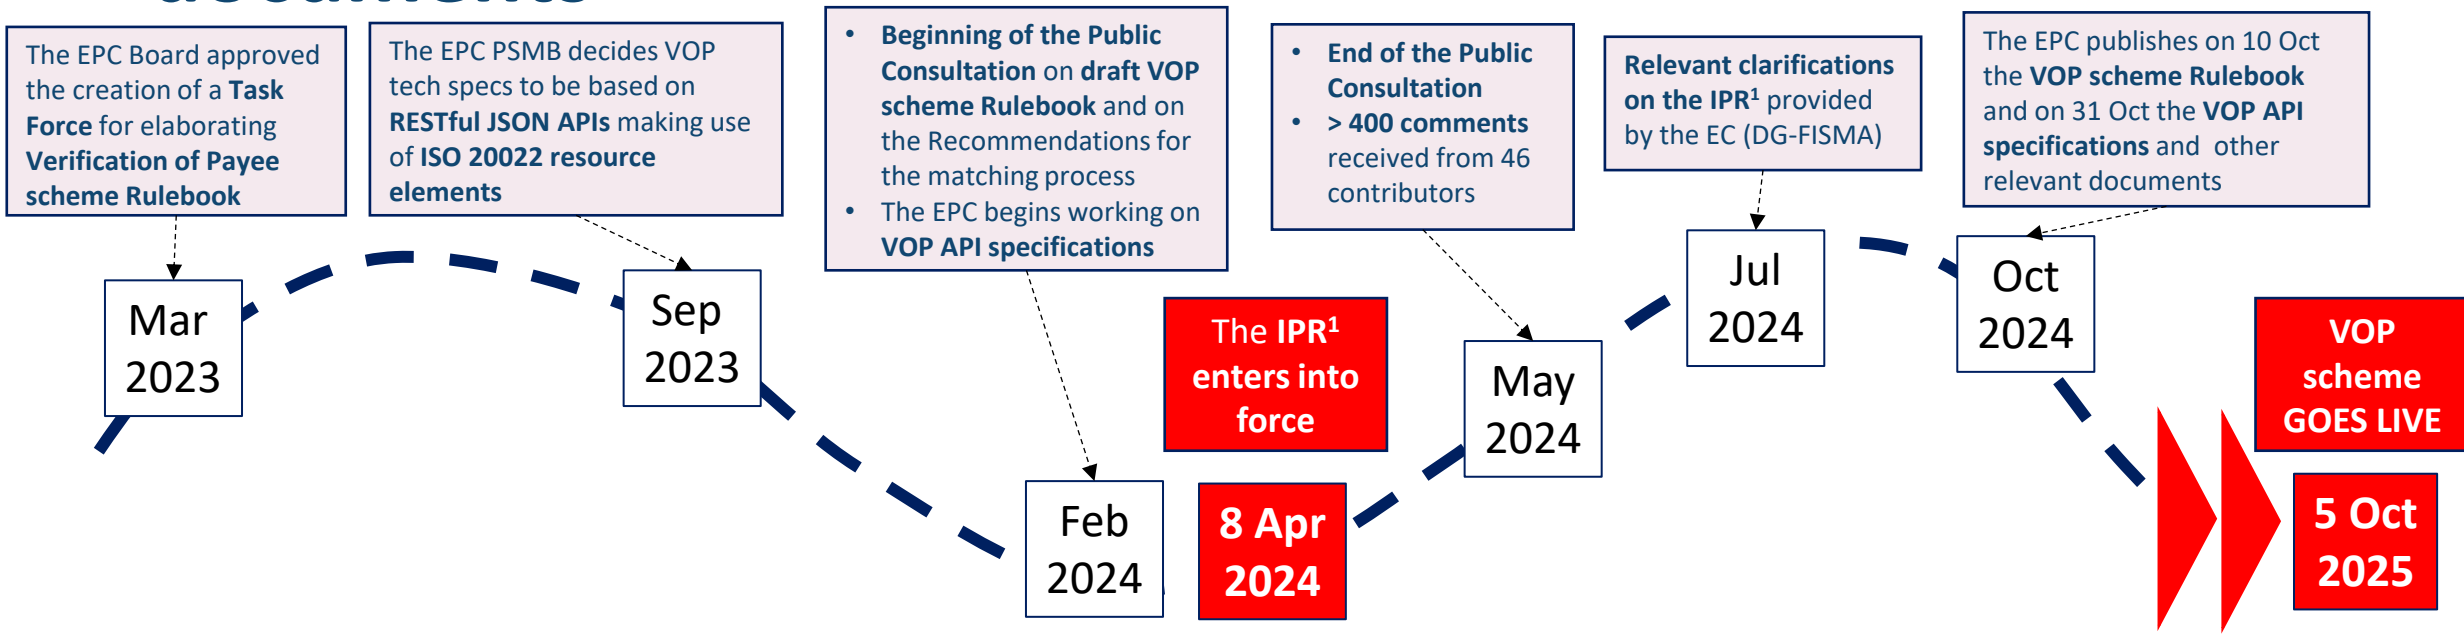 The EPC Board approved
the creation of a Task
Force for elaborating
Verification of Payee
scheme Rulebook
The EPC PSMB decides VOP
tech specs to be based on
RESTful JSON APIs making use
of ISO 20022 resource
elements
• Beginning of the Public
Consultation on draft VOP
scheme Rulebook and on
the Recommendations for
the matching process
• The EPC begins working on
VOP API specifications
• End of the Public
Consultation
• > 400 comments
received from 46
contributors
Relevant clarifications
on the IPR¹ provided
by the EC (DG-FISMA)
The EPC publishes on 10 Oct
the VOP scheme Rulebook
and on 31 Oct the VOP API
specifications and other
relevant documents
Mar
2023
Sep
2023
Feb
2024
The IPR¹
enters into
force
8 Apr
2024
May
2024
Jul
2024
Oct
2024
VOP
scheme
GOES LIVE
5 Oct
2025